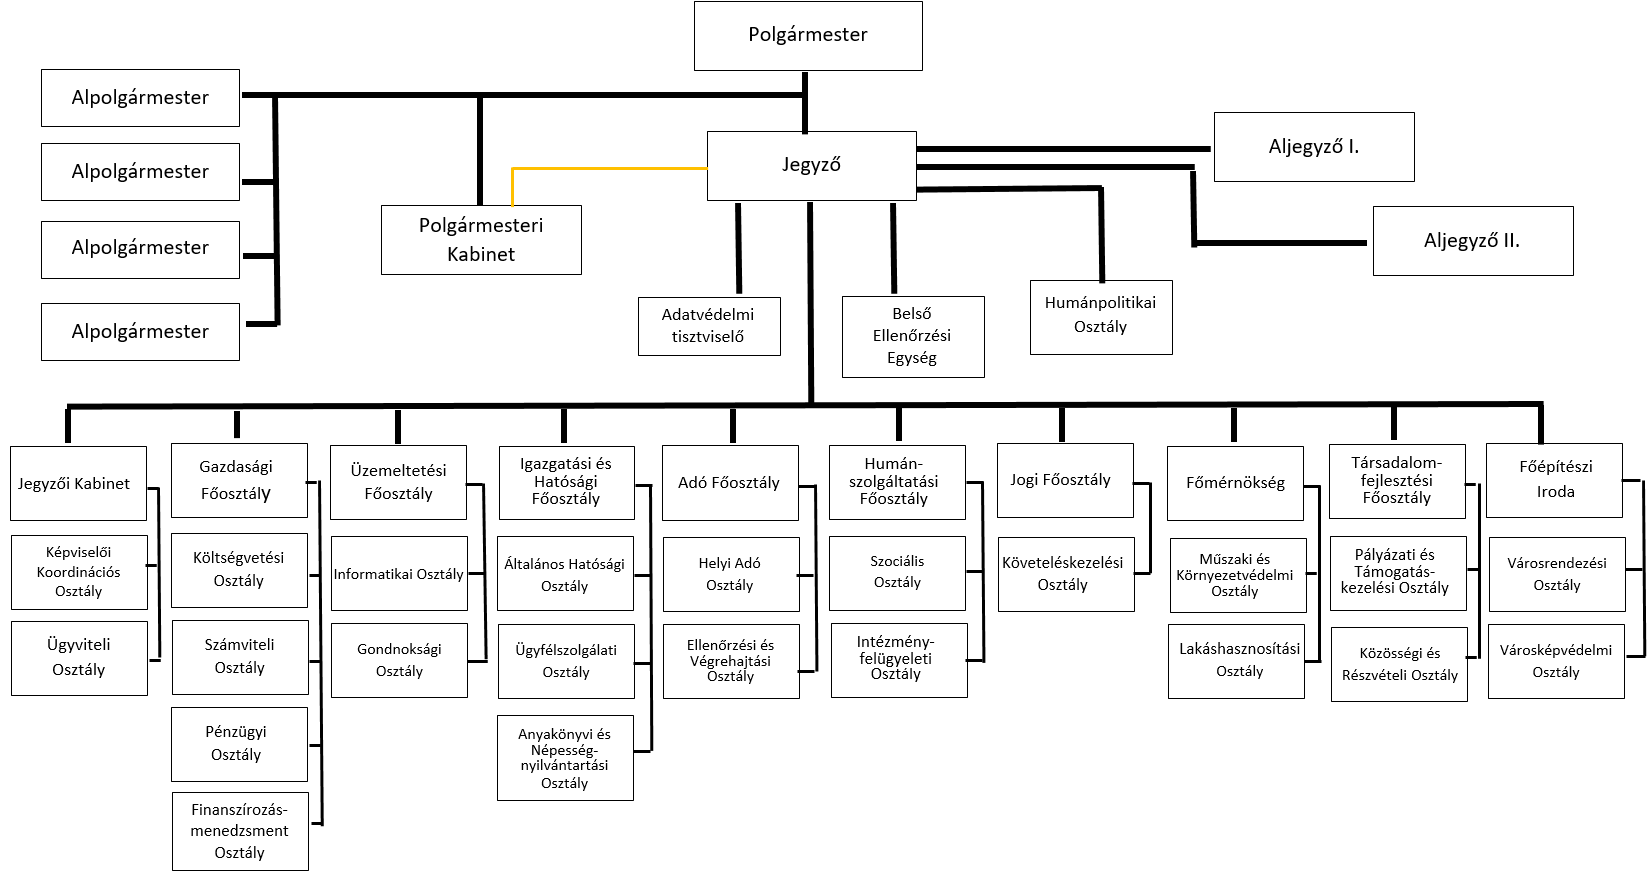 Polgármester
Alpolgármester
Alpolgármester
Alpolgármester
Alpolgármester
Polgármesteri
Kabinet
Jegyző
Aljegyző I.
Aljegyző II.
Adatvédelmi
tisztviselő
Belső
Ellenőrzési
Egység
Humánpolitikai
Osztály
Jegyzői Kabinet
Képviselői
Koordinációs
Osztály
Ügyviteli
Osztály
Gazdasági
Főosztály
Költségvetési
Osztály
Számviteli
Osztály
Pénzügyi
Osztály
Finanszírozás-
menedzsment
Osztály
Üzemeltetési
Főosztály
Informatikai Osztály
Gondnoksági
Osztály
Igazgatási és
Hatósági
Főosztály
Általános Hatósági
Osztály
Ügyfélszolgálati
Osztály
Anyakönyvi és
Népesség-
nyilvántartási
Osztály
Adó Főosztály
Helyi Adó
Osztály
Ellenőrzési és
Végrehajtási
Osztály
Humán-
szolgáltatási
Főosztály
Szociális
Osztály
Intézmény-
felügyeleti
Osztály
Jogi Főosztály
Követeléskezelési
Osztály
Főmérnökség
Műszaki és
Környezetvédelmi
Osztály
Lakáshasznosítási
Osztály
Társadalom-
fejlesztési
Főosztály
Pályázati és
Támogatás-
kezelési Osztály
Közösségi és
Részvételi Osztály
Főépítészi
Iroda
Városrendezési
Osztály
Városképvédelmi
Osztály